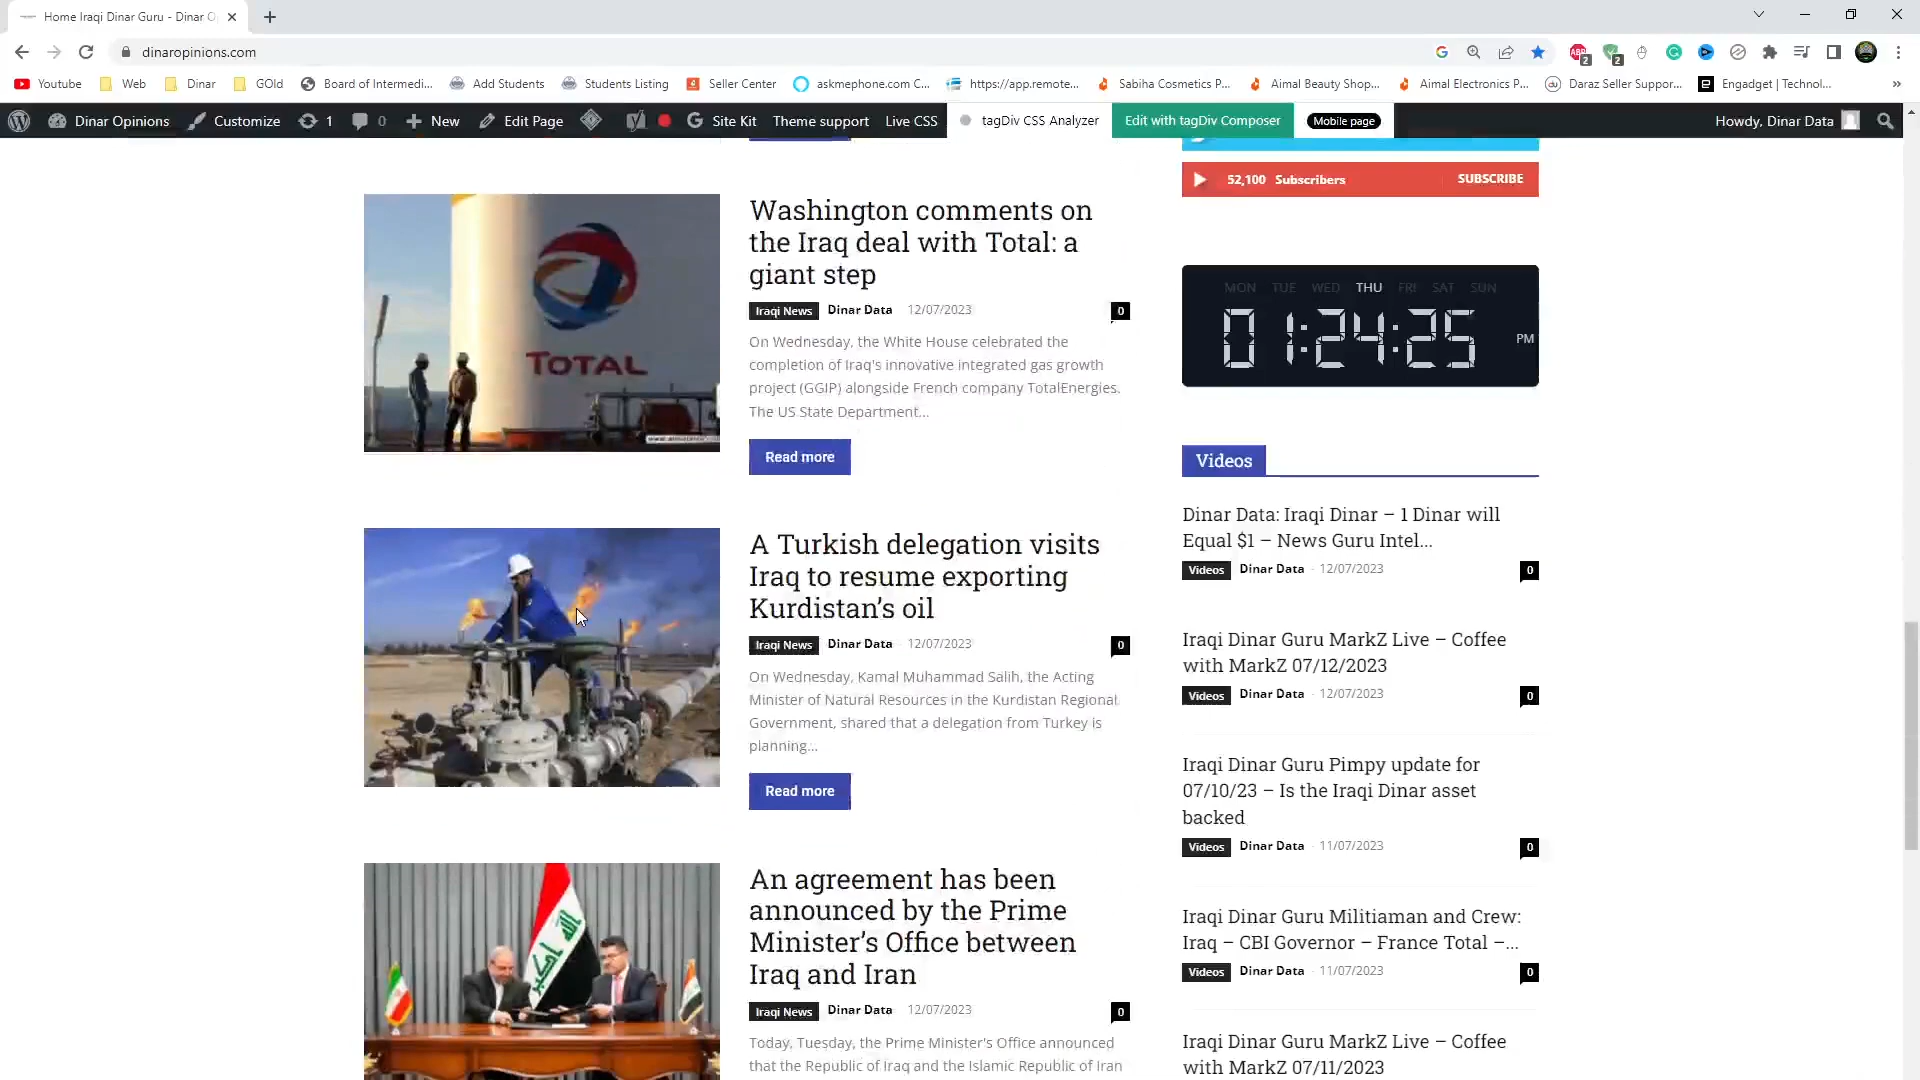 Home Iraqi Dinar Guru - Dinar O
dinaropinions.com
Youtube
Web
Dinar
GOld
Board of Intermedi...
Add Students
Students Listing
Seller Center
askmephone.com C...
https://app.remote...
Sabiha Cosmetics P...
Aimal Beauty Shop...
Aimal Electronics P...
Daraz Seller Suppor...
Engadget | Technol...
Dinar Opinions
Customize
1
0
New
Edit Page
Site Kit
Theme support
Live CSS
tagDiv CSS Analyzer
Edit with tagDiv Composer
Mobile page
Howdy, Dinar Data
Washington comments on
the Iraq deal with Total: a
giant step
Iraqi News Dinar Data 12/07/2023 0
On Wednesday, the White House celebrated the
completion of Iraq's innovative integrated gas growth
project (GGIP) alongside French company TotalEnergies.
The US State Department...
Read more
TOTAL
A Turkish delegation visits
Iraq to resume exporting
Kurdistan’s oil
Iraqi News Dinar Data - 12/07/2023 0
On Wednesday, Kamal Muhammad Salih, the Acting
Minister of Natural Resources in the Kurdistan Regional
Government, shared that a delegation from Turkey is
planning...
Read more
An agreement has been
announced by the Prime
Minister’s Office between
Iraq and Iran
Iraqi News Dinar Data - 12/07/2023 0
Today, Tuesday, the Prime Minister's Office announced
that the Republic of Iraq and the Islamic Republic of Iran
52,100 Subscribers SUBSCRIBE
MON TUE WED THU FRI SAT SUN
01:24:25 PM
Videos
Dinar Data: Iraqi Dinar – 1 Dinar will
Equal $1 – News Guru Intel...
Videos Dinar Data - 12/07/2023 0
Iraqi Dinar Guru MarkZ Live – Coffee
with MarkZ 07/12/2023
Videos Dinar Data - 12/07/2023 0
Iraqi Dinar Guru Pimpy update for
07/10/23 – Is the Iraqi Dinar asset
backed
Videos Dinar Data - 11/07/2023 0
Iraqi Dinar Guru Militiaman and Crew:
Iraq – CBI Governor – France Total –...
Videos Dinar Data - 11/07/2023 0
Iraqi Dinar Guru MarkZ Live – Coffee
with MarkZ 07/11/2023